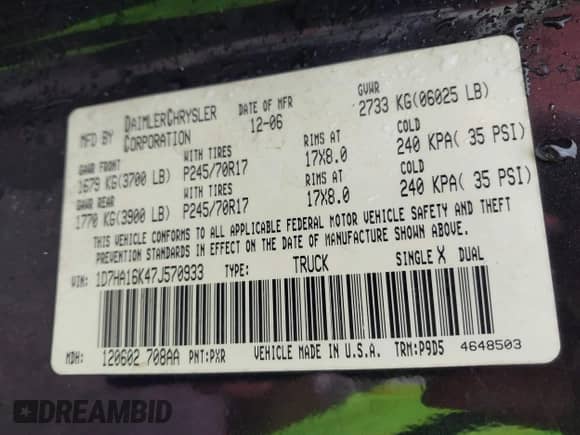 MFD BY DAIMLERCHRYSLER CORPORATION DATE OF MFR 12-06 GVWR 2733 KG(06025 LB)
GAWR FRONT WITH TIRES RIMS AT COLD
1679 KG(3700 LB) P245/70R17 17X8.0 240 KPA( 35 PSI)
GAWR REAR WITH TIRES RIMS AT COLD
1770 KG(3900 LB) P245/70R17 17X8.0 240 KPA( 35 PSI)
THIS VEHICLE CONFORMS TO ALL APPLICABLE FEDERAL MOTOR VEHICLE SAFETY AND THEFT
PREVENTION STANDARDS IN EFFECT ON THE DATE OF MANUFACTURE SHOWN ABOVE.
VIN: 1D7HA16K47J570933 TYPE: TRUCK SINGLE X DUAL
MDH: 120602 708AA PNT:PXR VEHICLE MADE IN U.S.A. TRM:P9D5 4648503
DREAMBID